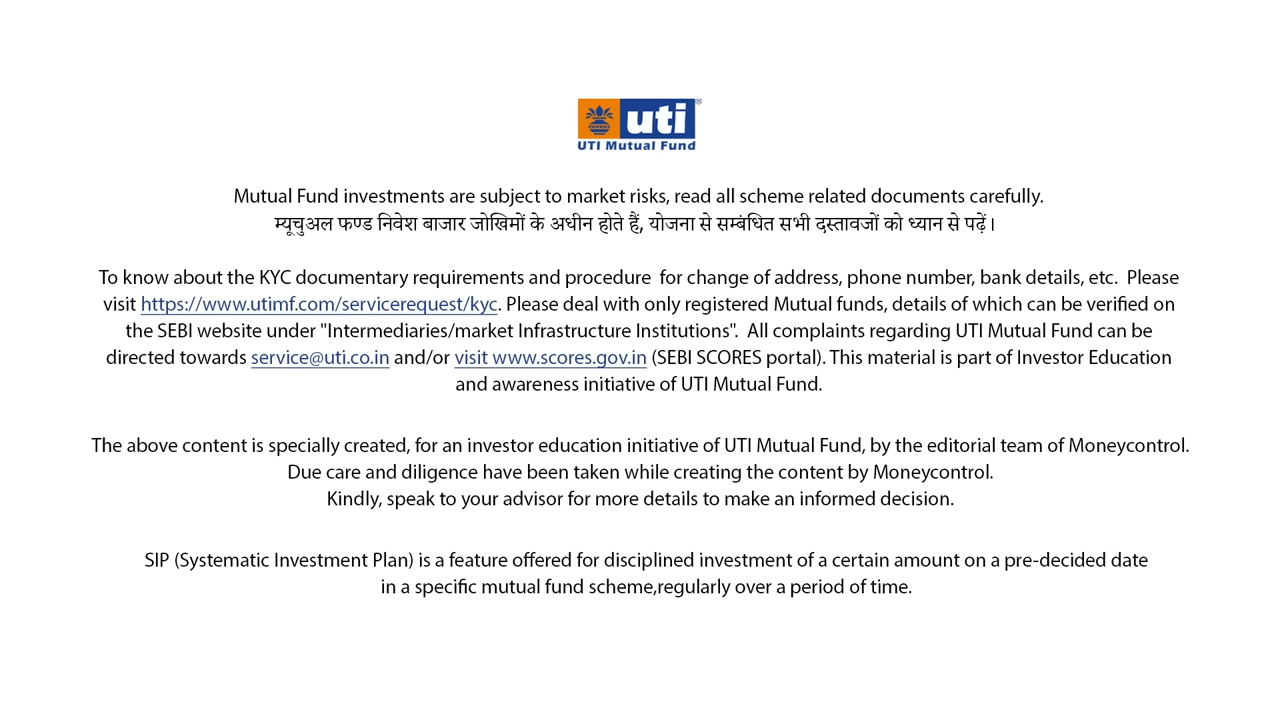 uti®
UTI Mutual Fund
Mutual Fund investments are subject to market risks, read all scheme related documents carefully.
म्यूचुअल फण्ड निवेश बाजार जोखिमों के अधीन होते हैं, योजना से सम्बंधित सभी दस्तावजों को ध्यान से पढ़ें।
To know about the KYC documentary requirements and procedure  for change of address, phone number, bank details, etc.  Please
visit https://www.utimf.com/servicerequest/kyc. Please deal with only registered Mutual funds, details of which can be verified on
the SEBI website under "Intermediaries/market Infrastructure Institutions".  All complaints regarding UTI Mutual Fund can be
directed towards service@uti.co.in and/or visit www.scores.gov.in (SEBI SCORES portal). This material is part of Investor Education
and awareness initiative of UTI Mutual Fund.
The above content is specially created, for an investor education initiative of UTI Mutual Fund, by the editorial team of Moneycontrol.
Due care and diligence have been taken while creating the content by Moneycontrol.
Kindly, speak to your advisor for more details to make an informed decision.
SIP (Systematic Investment Plan) is a feature offered for disciplined investment of a certain amount on a pre-decided date
in a specific mutual fund scheme,regularly over a period of time.